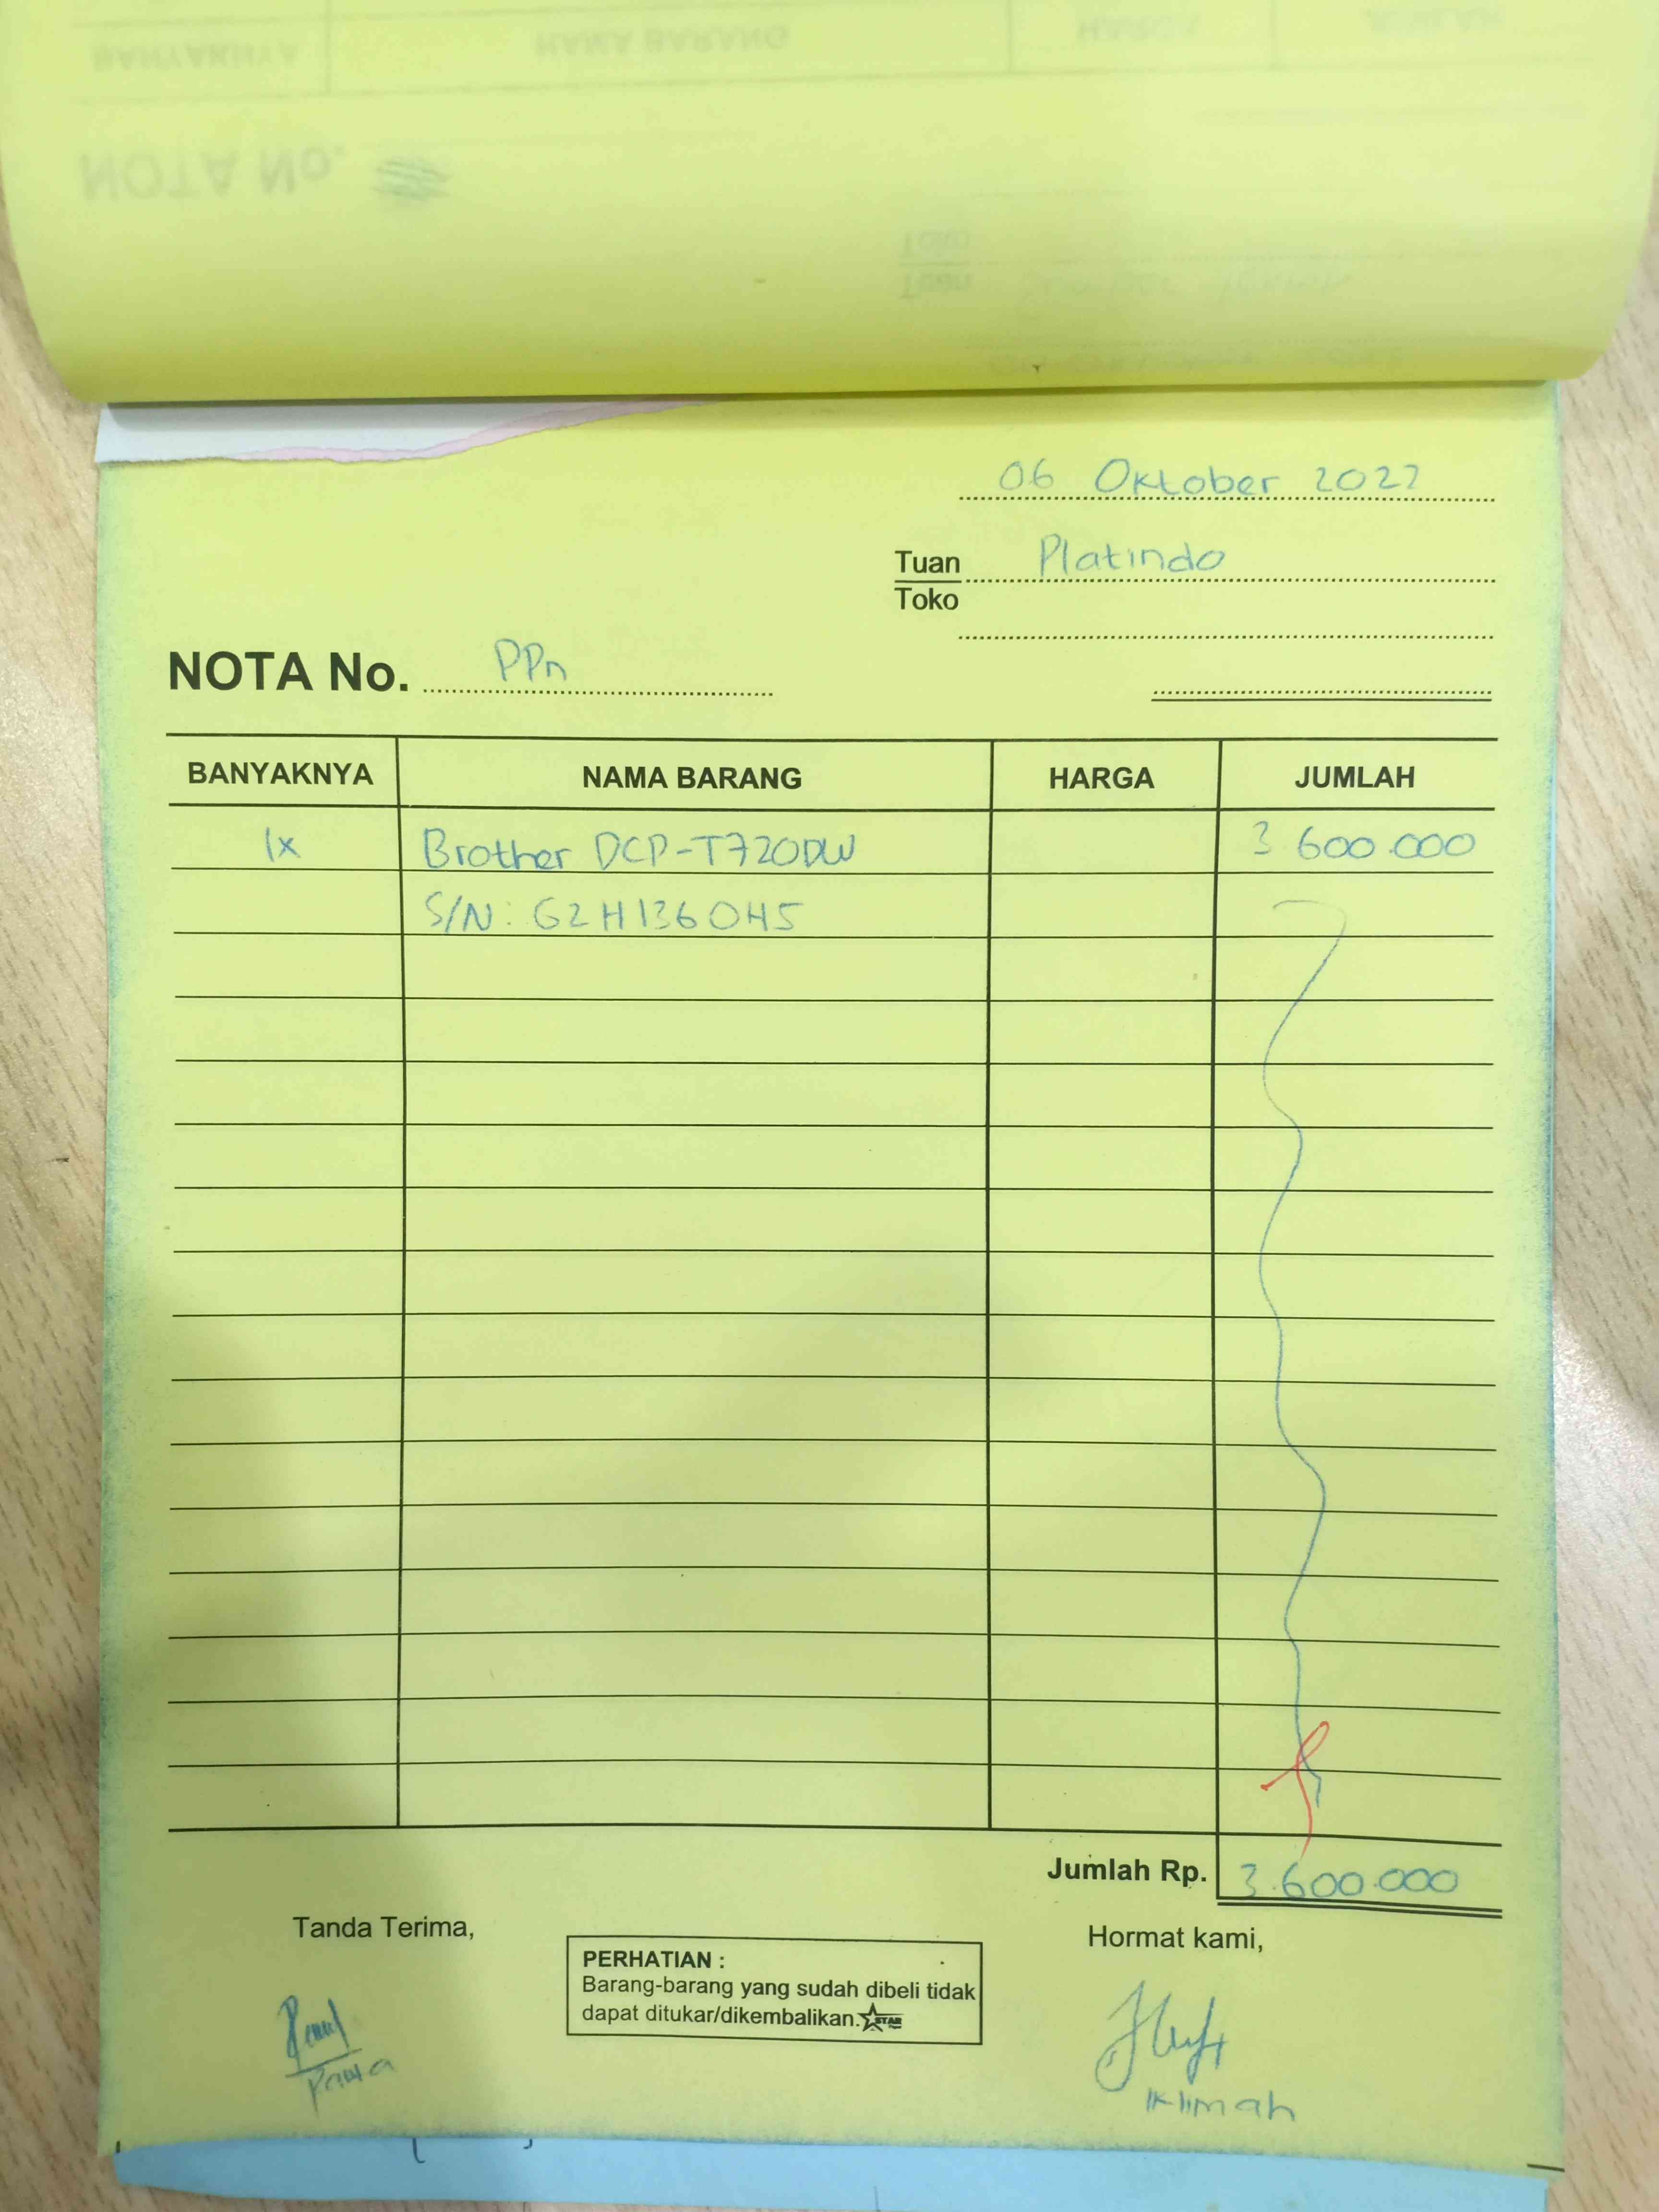 06 Oktober 2022
Tuan Platindo
Toko
NOTA No. PPn
BANYAKNYA NAMA BARANG HARGA JUMLAH
1x Brother DCP-T720DW 3 600.000
S/N: G2H136OH5
Jumlah Rp. 3.600.000
Tanda Terima,
Hormat kami,
PERHATIAN :
Barang-barang yang sudah dibeli tidak
dapat ditukar/dikembalikan.
STAR
Iklimah